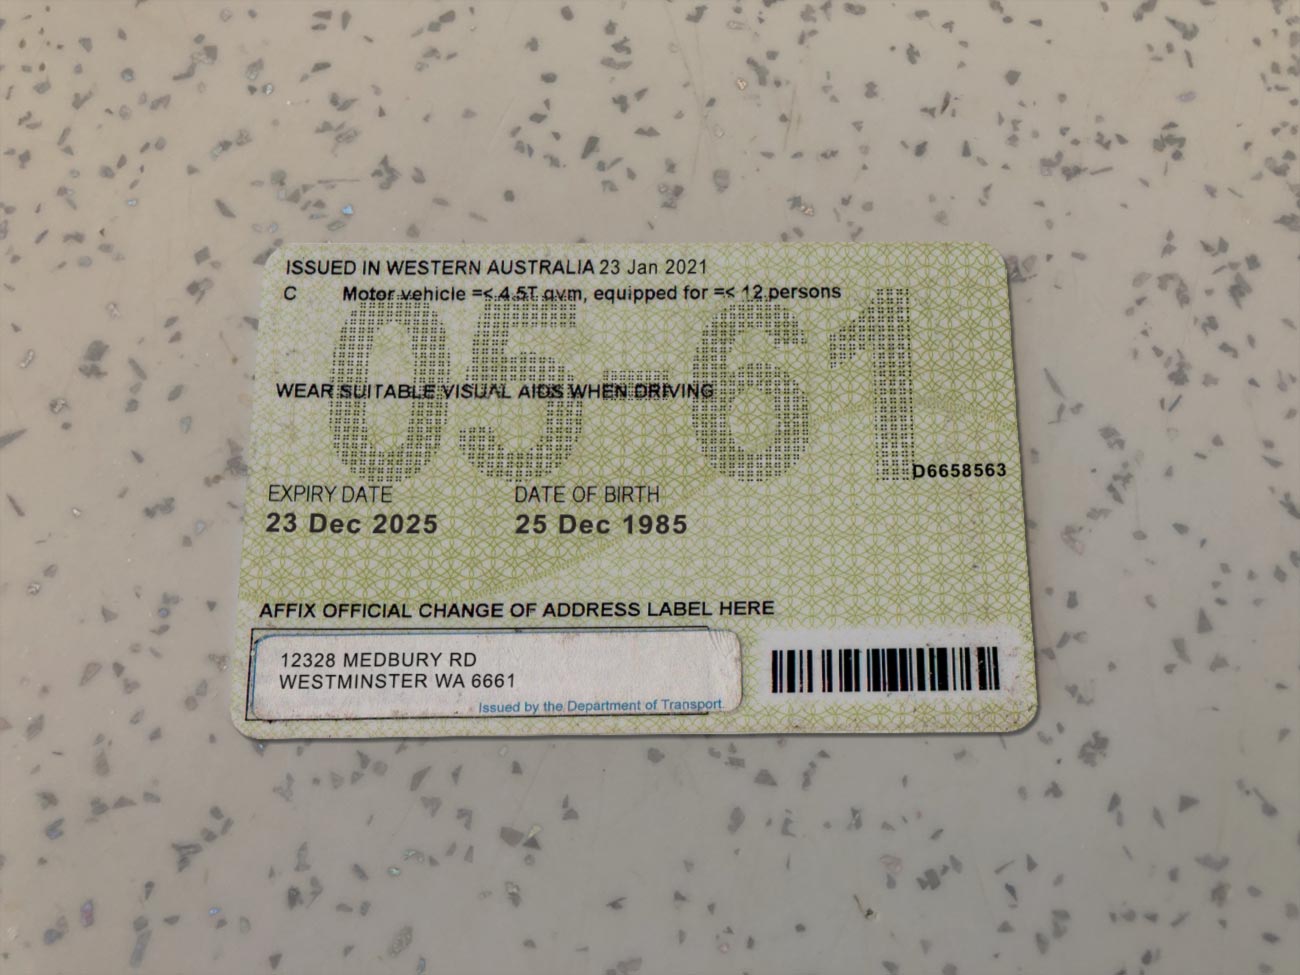 ISSUED IN WESTERN AUSTRALIA 23 Jan 2021
C Motor vehicle =< 4.5T gvm, equipped for =< 12 persons
05-61
WEAR SUITABLE VISUAL AIDS WHEN DRIVING
D6658563
EXPIRY DATE DATE OF BIRTH
23 Dec 2025 25 Dec 1985
AFFIX OFFICIAL CHANGE OF ADDRESS LABEL HERE
12328 MEDBURY RD
WESTMINSTER WA 6661
Issued by the Department of Transport